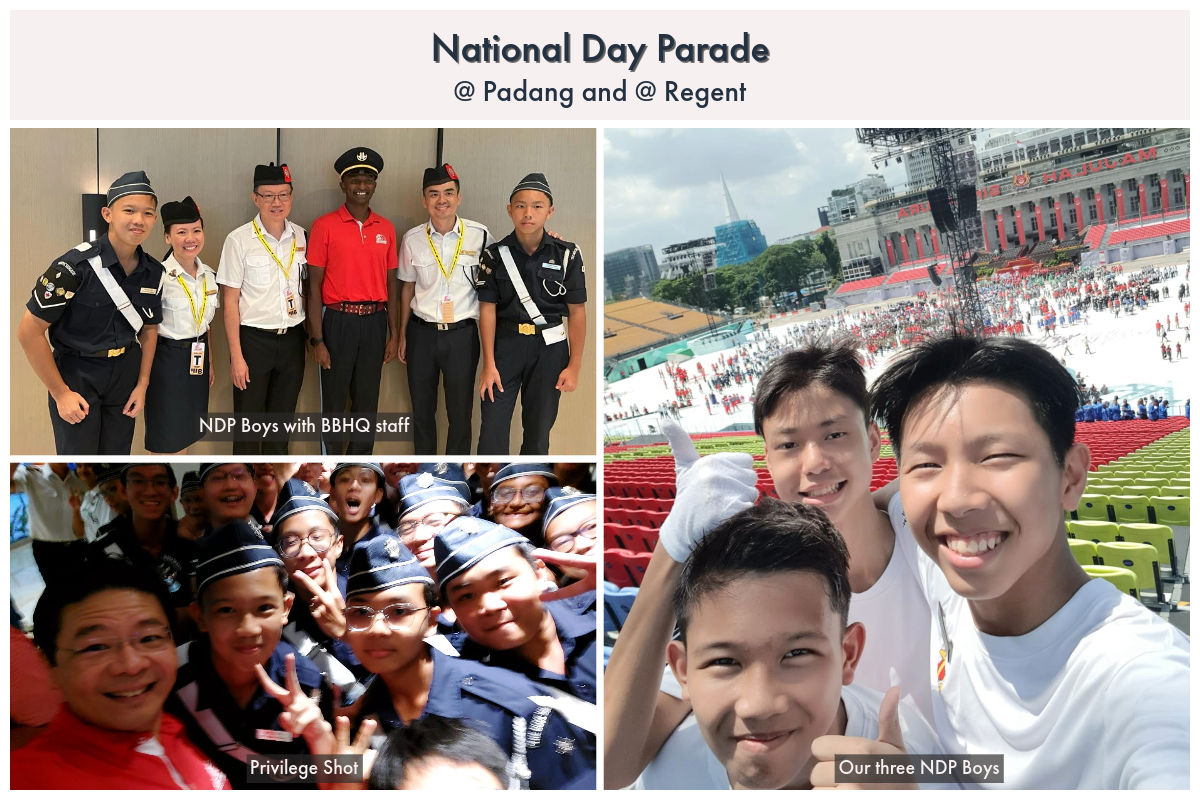 National Day Parade
@ Padang and @ Regent
NDP Boys with BBHQ staff
MAJULAH
Privilege Shot
Our three NDP Boys